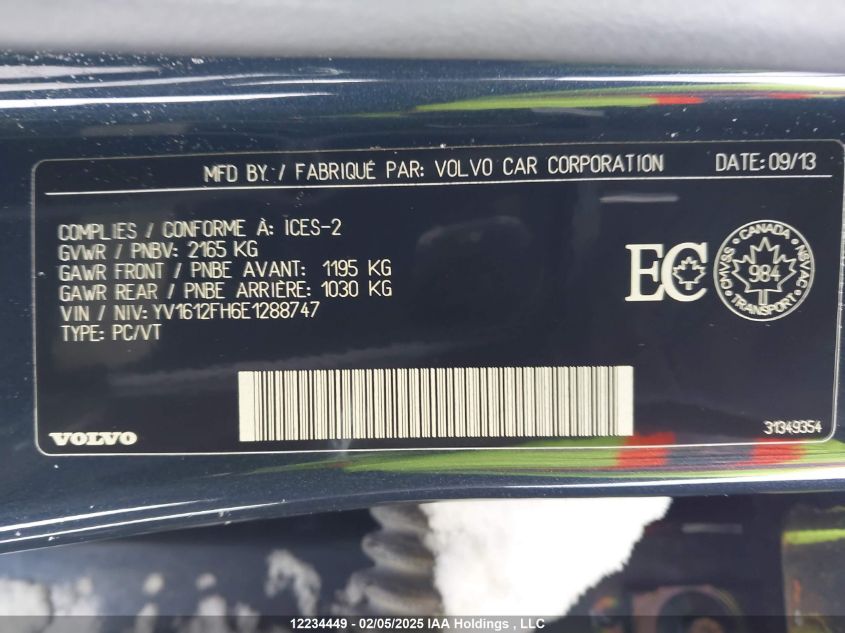 MFD BY / FABRIQUÉ PAR: VOLVO CAR CORPORATION DATE: 09/13
COMPLIES / CONFORME À: ICES-2
GVWR / PNBV: 2165 KG
GAWR FRONT / PNBE AVANT: 1195 KG
GAWR REAR / PNBE ARRIÈRE: 1030 KG
VIN / NIV: YV1612FH6E1288747
TYPE: PC/VT
EC
CANADA
CMVSS NSVAC
984
TRANSPORT
VOLVO
31349354
12234449 - 02/05/2025 IAA Holdings , LLC